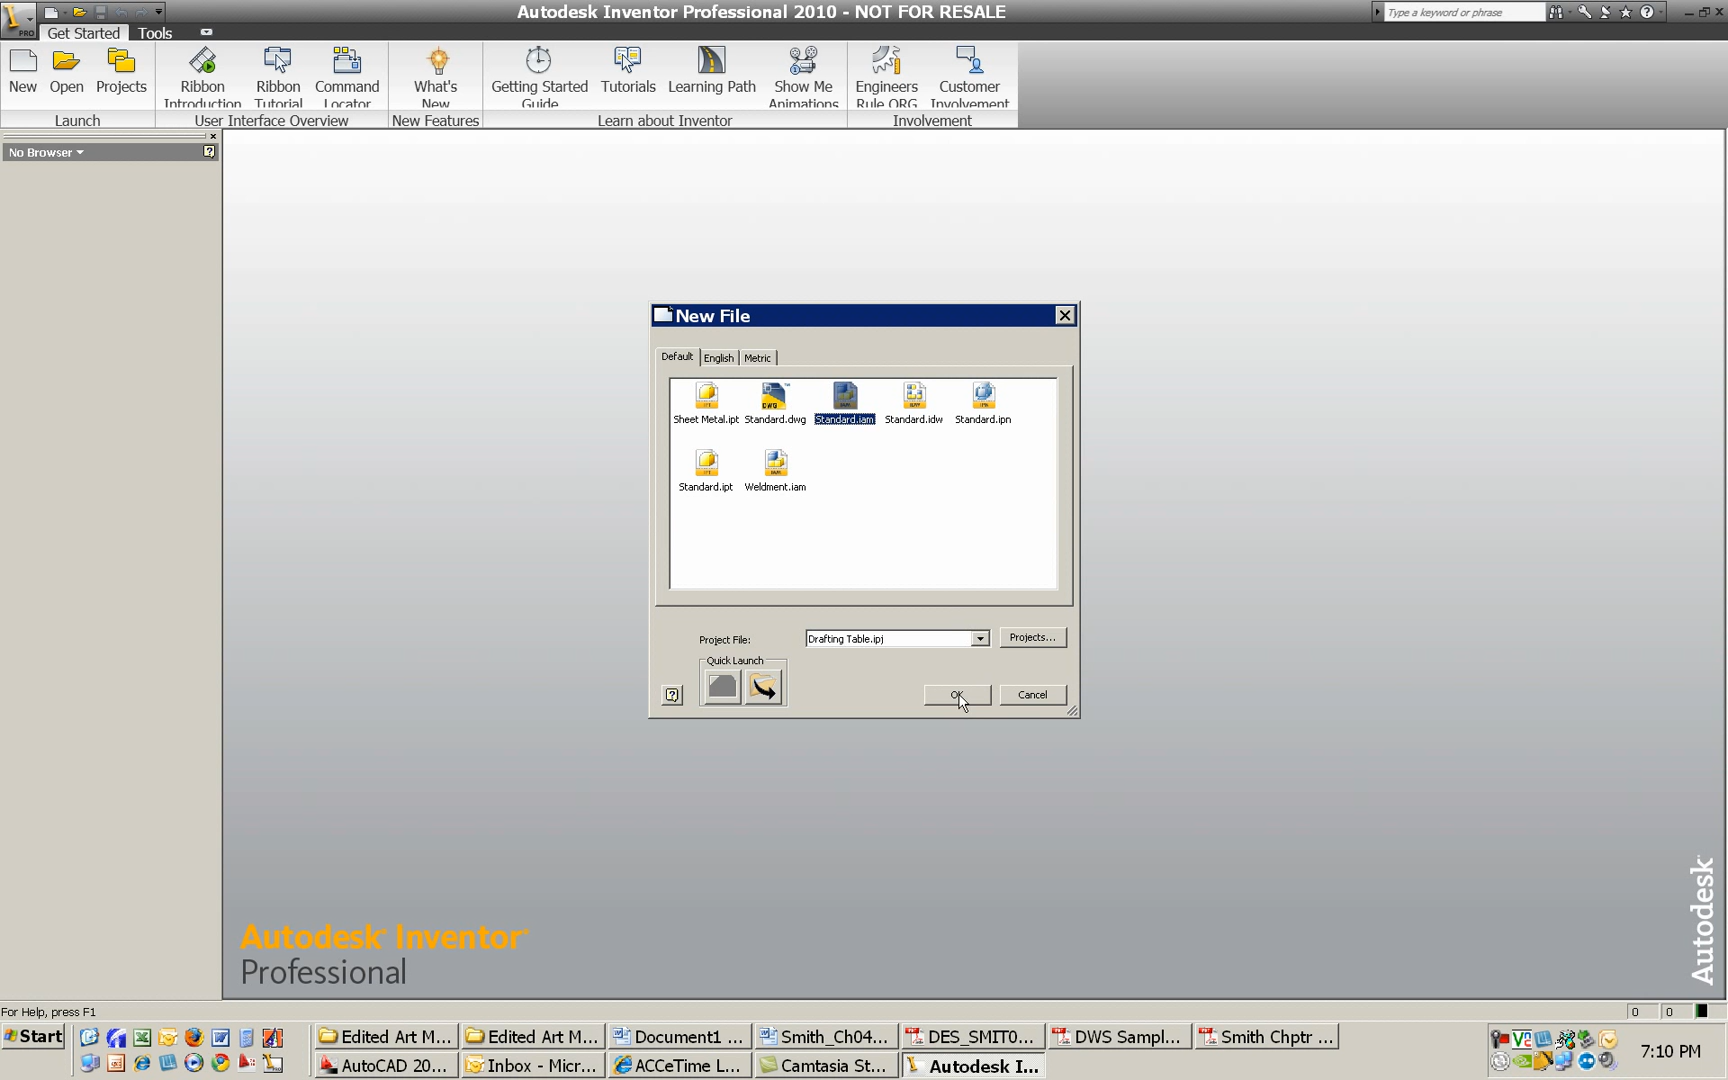 Autodesk Inventor Professional 2010 - NOT FOR RESALE
Type a keyword or phrase
PRO
Get Started Tools
New Open Projects Ribbon Introduction Ribbon Tutorial Command Locator What's New Getting Started Guide Tutorials Learning Path Show Me Animations Engineers Rule ORG Customer Involvement
Launch User Interface Overview New Features Learn about Inventor Involvement
No Browser
New File
Default English Metric
Sheet Metal.ipt Standard.dwg Standard.iam Standard.idw Standard.ipn
Standard.ipt Weldment.iam
Project File: Drafting Table.ipj Projects...
Quick Launch
OK Cancel
Autodesk Inventor
Professional
Autodesk
For Help, press F1 0 0
Start Edited Art M... Edited Art M... Document1 ... Smith_Ch04... DES_SMIT0... DWS Sampl... Smith Chptr ...
AutoCAD 20... Inbox - Micr... ACCeTime L... Camtasia St... Autodesk I...
7:10 PM